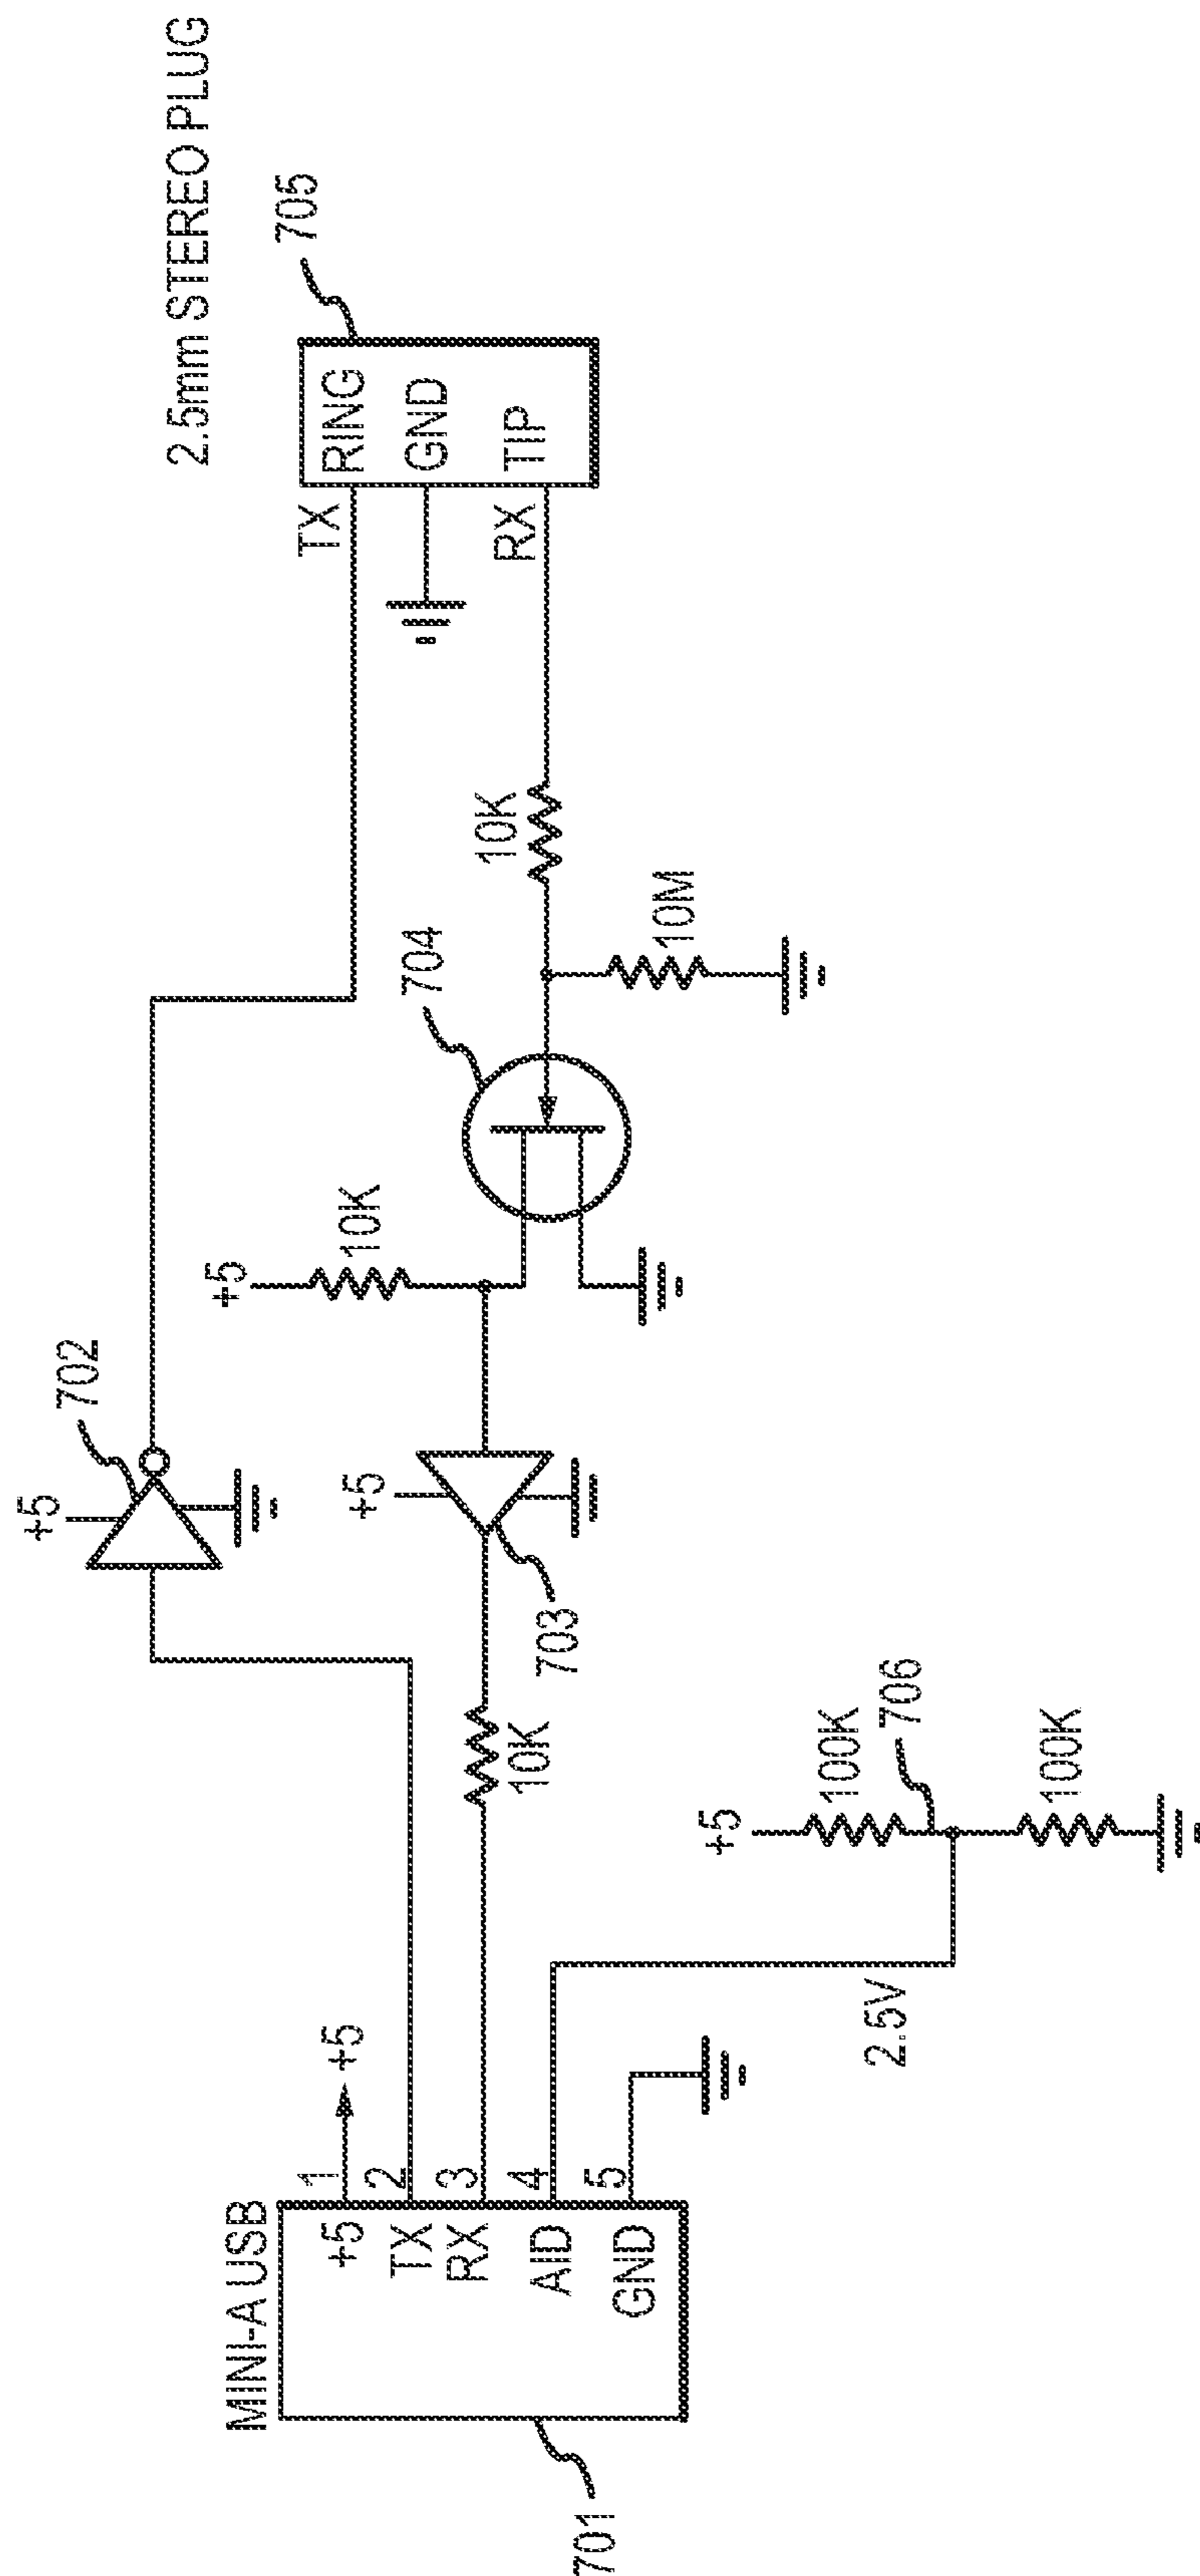 2.5mm STEREO PLUG
705
RING
GND
TIP
TX
RX
10K
10M
704
+5
10K
+5
702
+5
703
10K
+5
100K
706
100K
2.5V
MINI-A USB
701
+5
TX
RX
AID
GND
1
2
3
4
5
+5